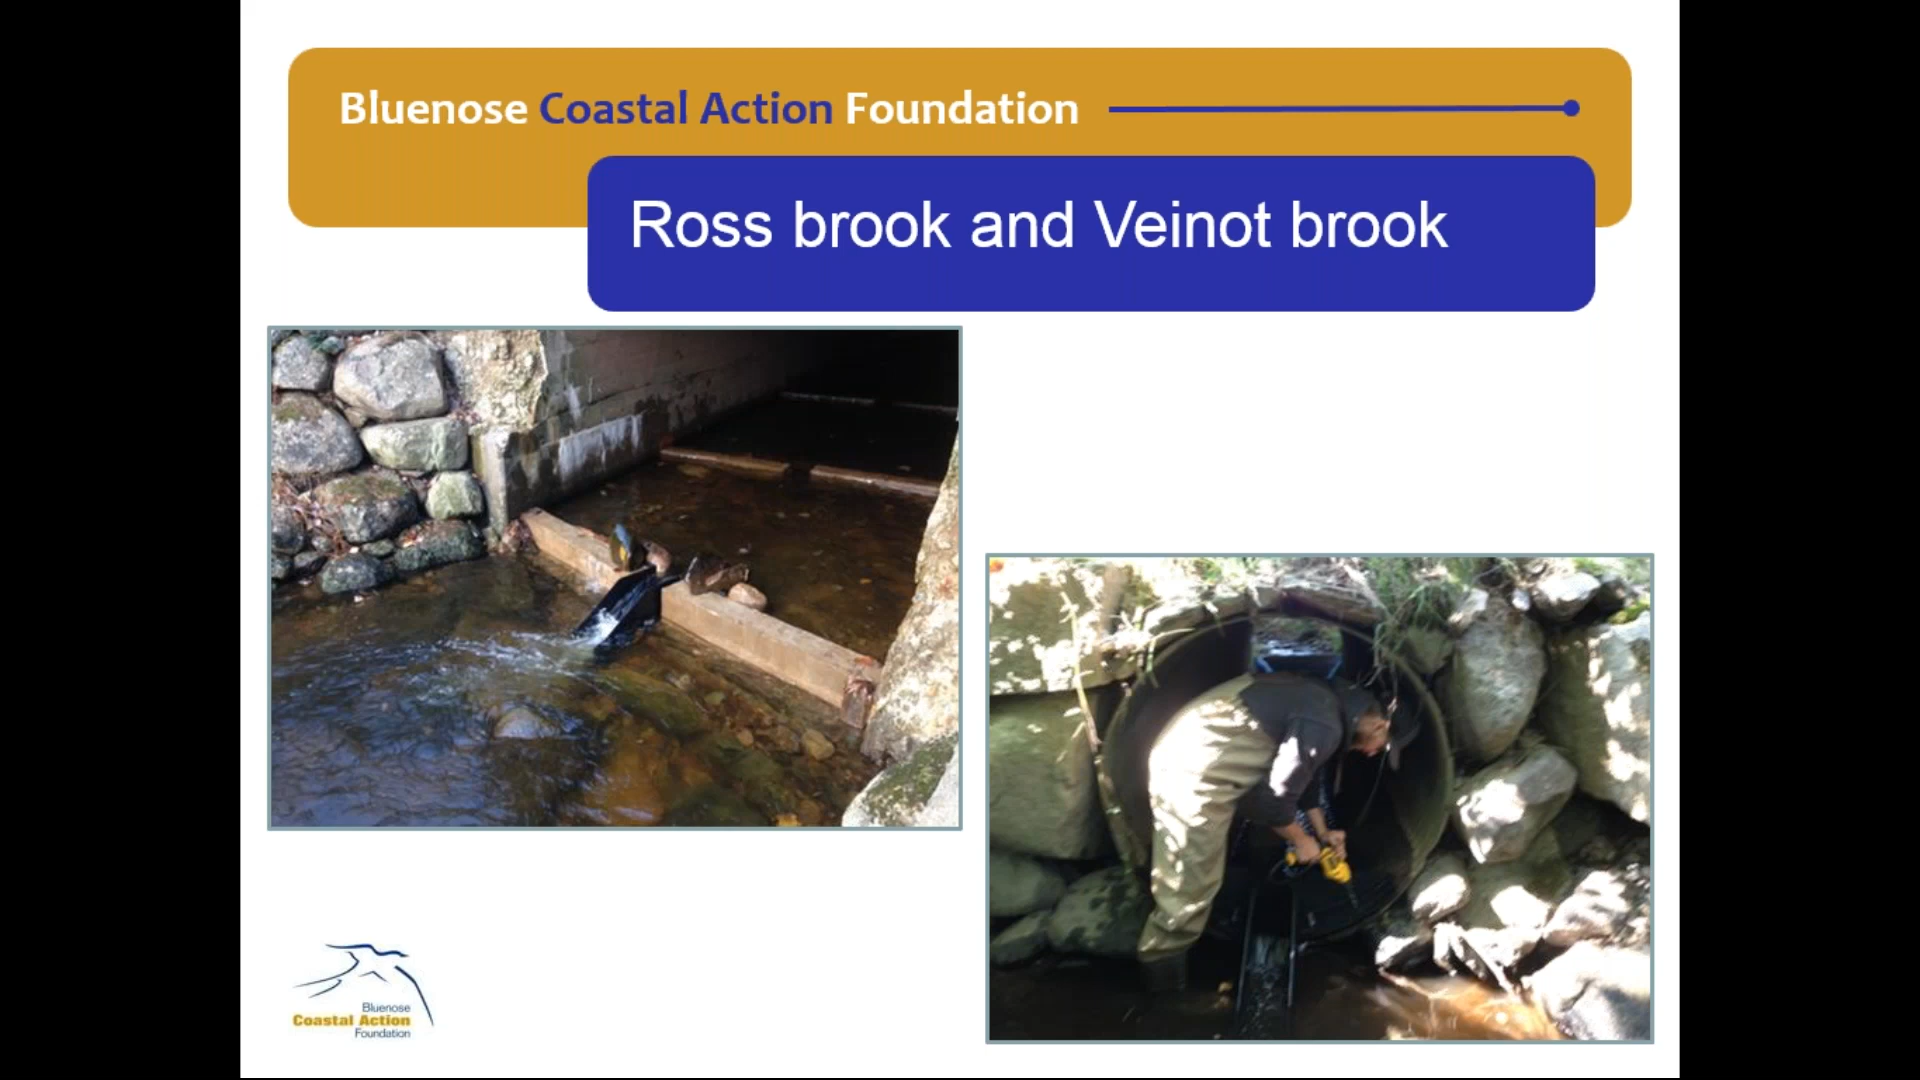 Bluenose Coastal Action Foundation
Ross brook and Veinot brook
Bluenose
Coastal Action
Foundation